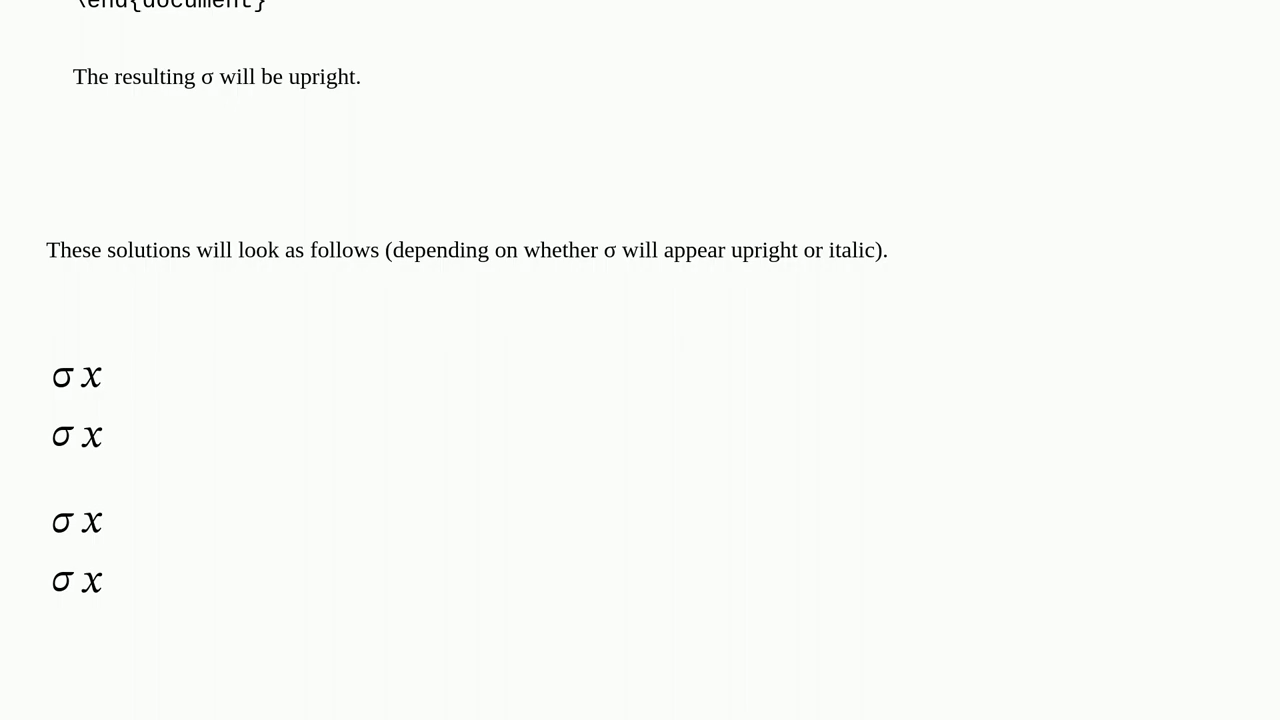 \end{document}
The resulting σ will be upright.
These solutions will look as follows (depending on whether σ will appear upright or italic).
σ x
σ x
σ x
σ x